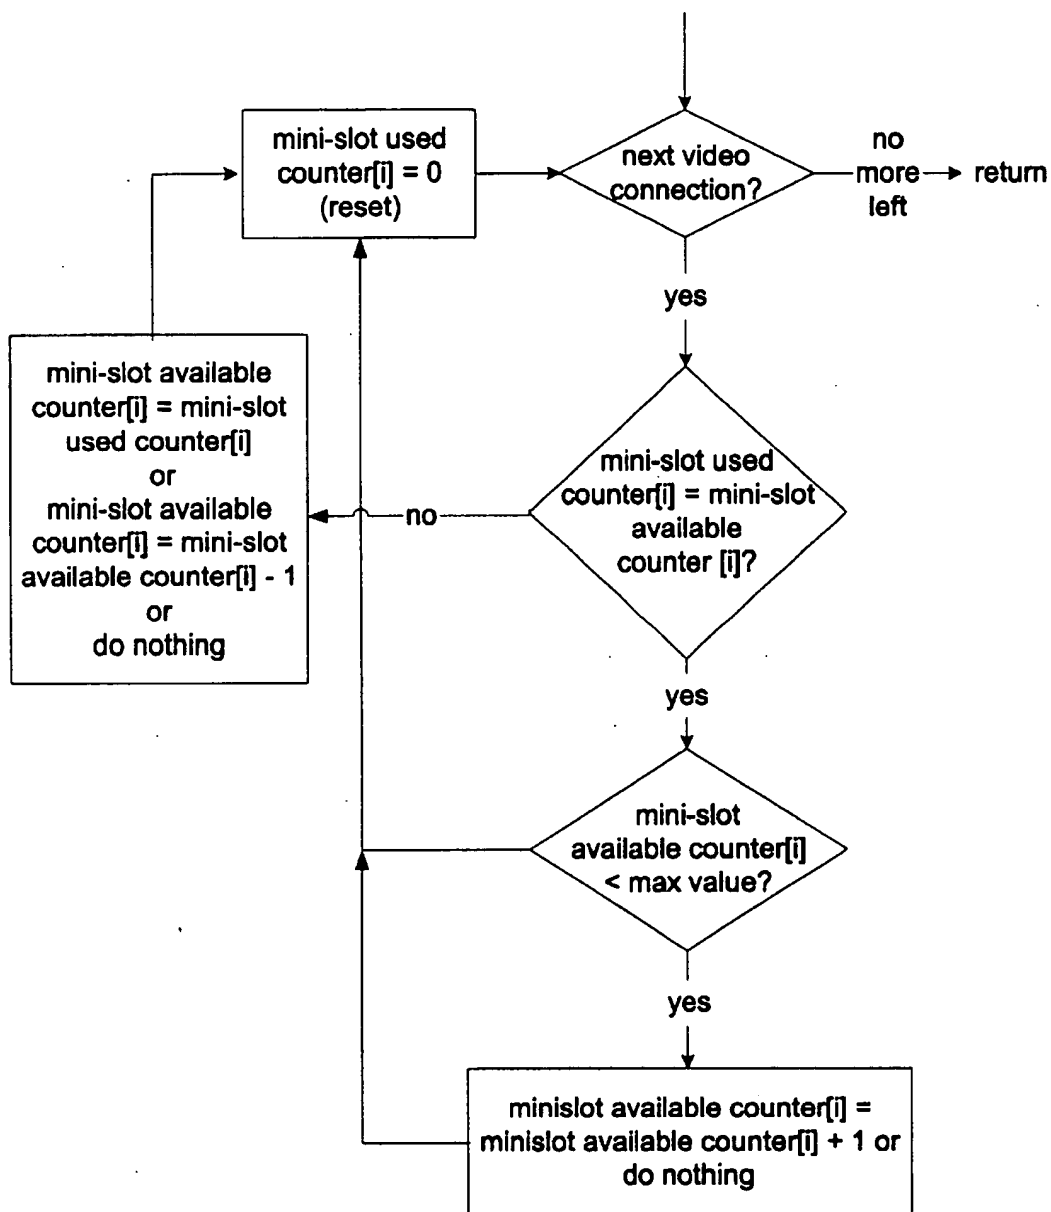 mini-slot used
counter[i] = 0
(reset)
next video
connection?
no
more
left
return
yes
mini-slot available
counter[i] = mini-slot
used counter[i]
or
mini-slot available
counter[i] = mini-slot
available counter[i] - 1
or
do nothing
no
mini-slot used
counter[i] = mini-slot
available
counter [i]?
yes
mini-slot
available counter[i]
< max value?
yes
minislot available counter[i] =
minislot available counter[i] + 1 or
do nothing